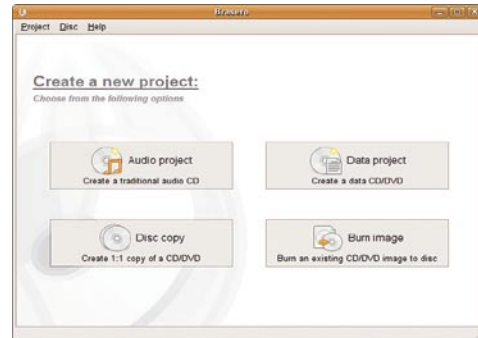 Brasero
Project Disc Help
Create a new project:
Choose from the following options
Audio project
Create a traditional audio CD
Data project
Create a data CD/DVD
Disc copy
Create 1:1 copy of a CD/DVD
Burn image
Burn an existing CD/DVD image to disc